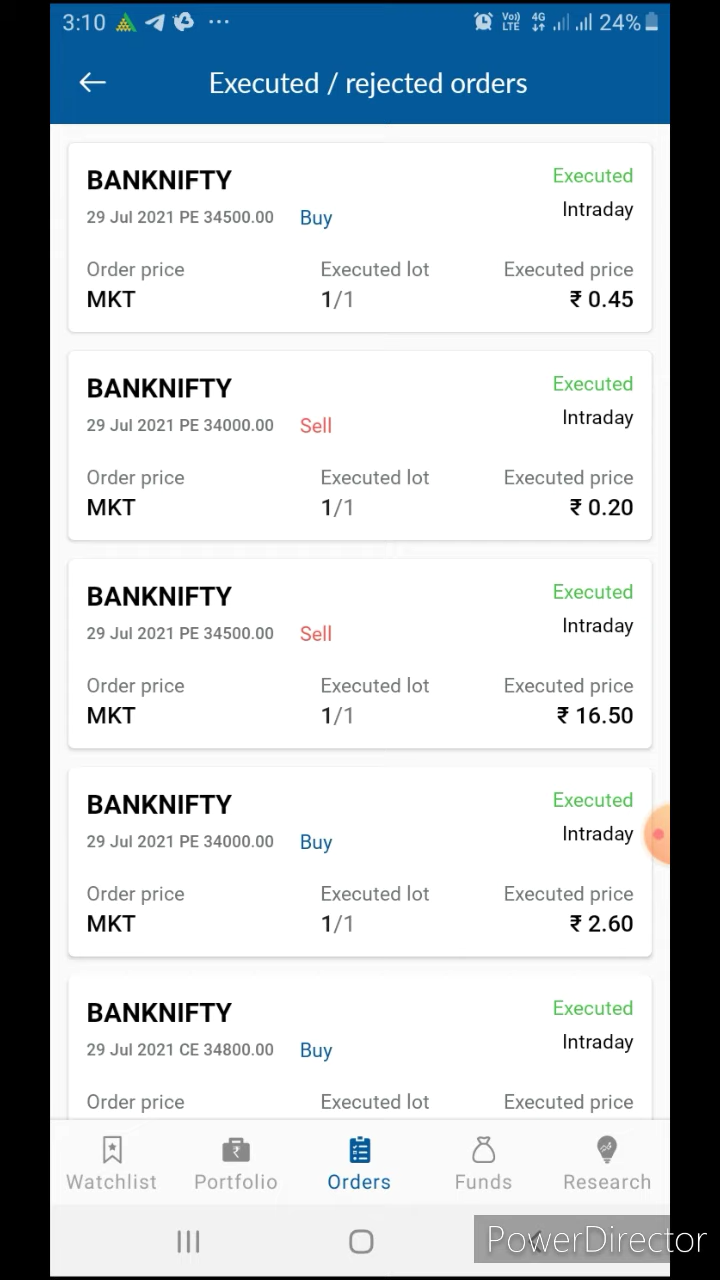 3:10 ... Vo)) LTE 4G 24%
Executed / rejected orders
BANKNIFTY Executed
29 Jul 2021 PE 34500.00 Buy Intraday
Order price Executed lot Executed price
MKT 1/1 ₹ 0.45
BANKNIFTY Executed
29 Jul 2021 PE 34000.00 Sell Intraday
Order price Executed lot Executed price
MKT 1/1 ₹ 0.20
BANKNIFTY Executed
29 Jul 2021 PE 34500.00 Sell Intraday
Order price Executed lot Executed price
MKT 1/1 ₹ 16.50
BANKNIFTY Executed
29 Jul 2021 PE 34000.00 Buy Intraday
Order price Executed lot Executed price
MKT 1/1 ₹ 2.60
BANKNIFTY Executed
29 Jul 2021 CE 34800.00 Buy Intraday
Order price Executed lot Executed price
Watchlist Portfolio Orders Funds Research
PowerDirector